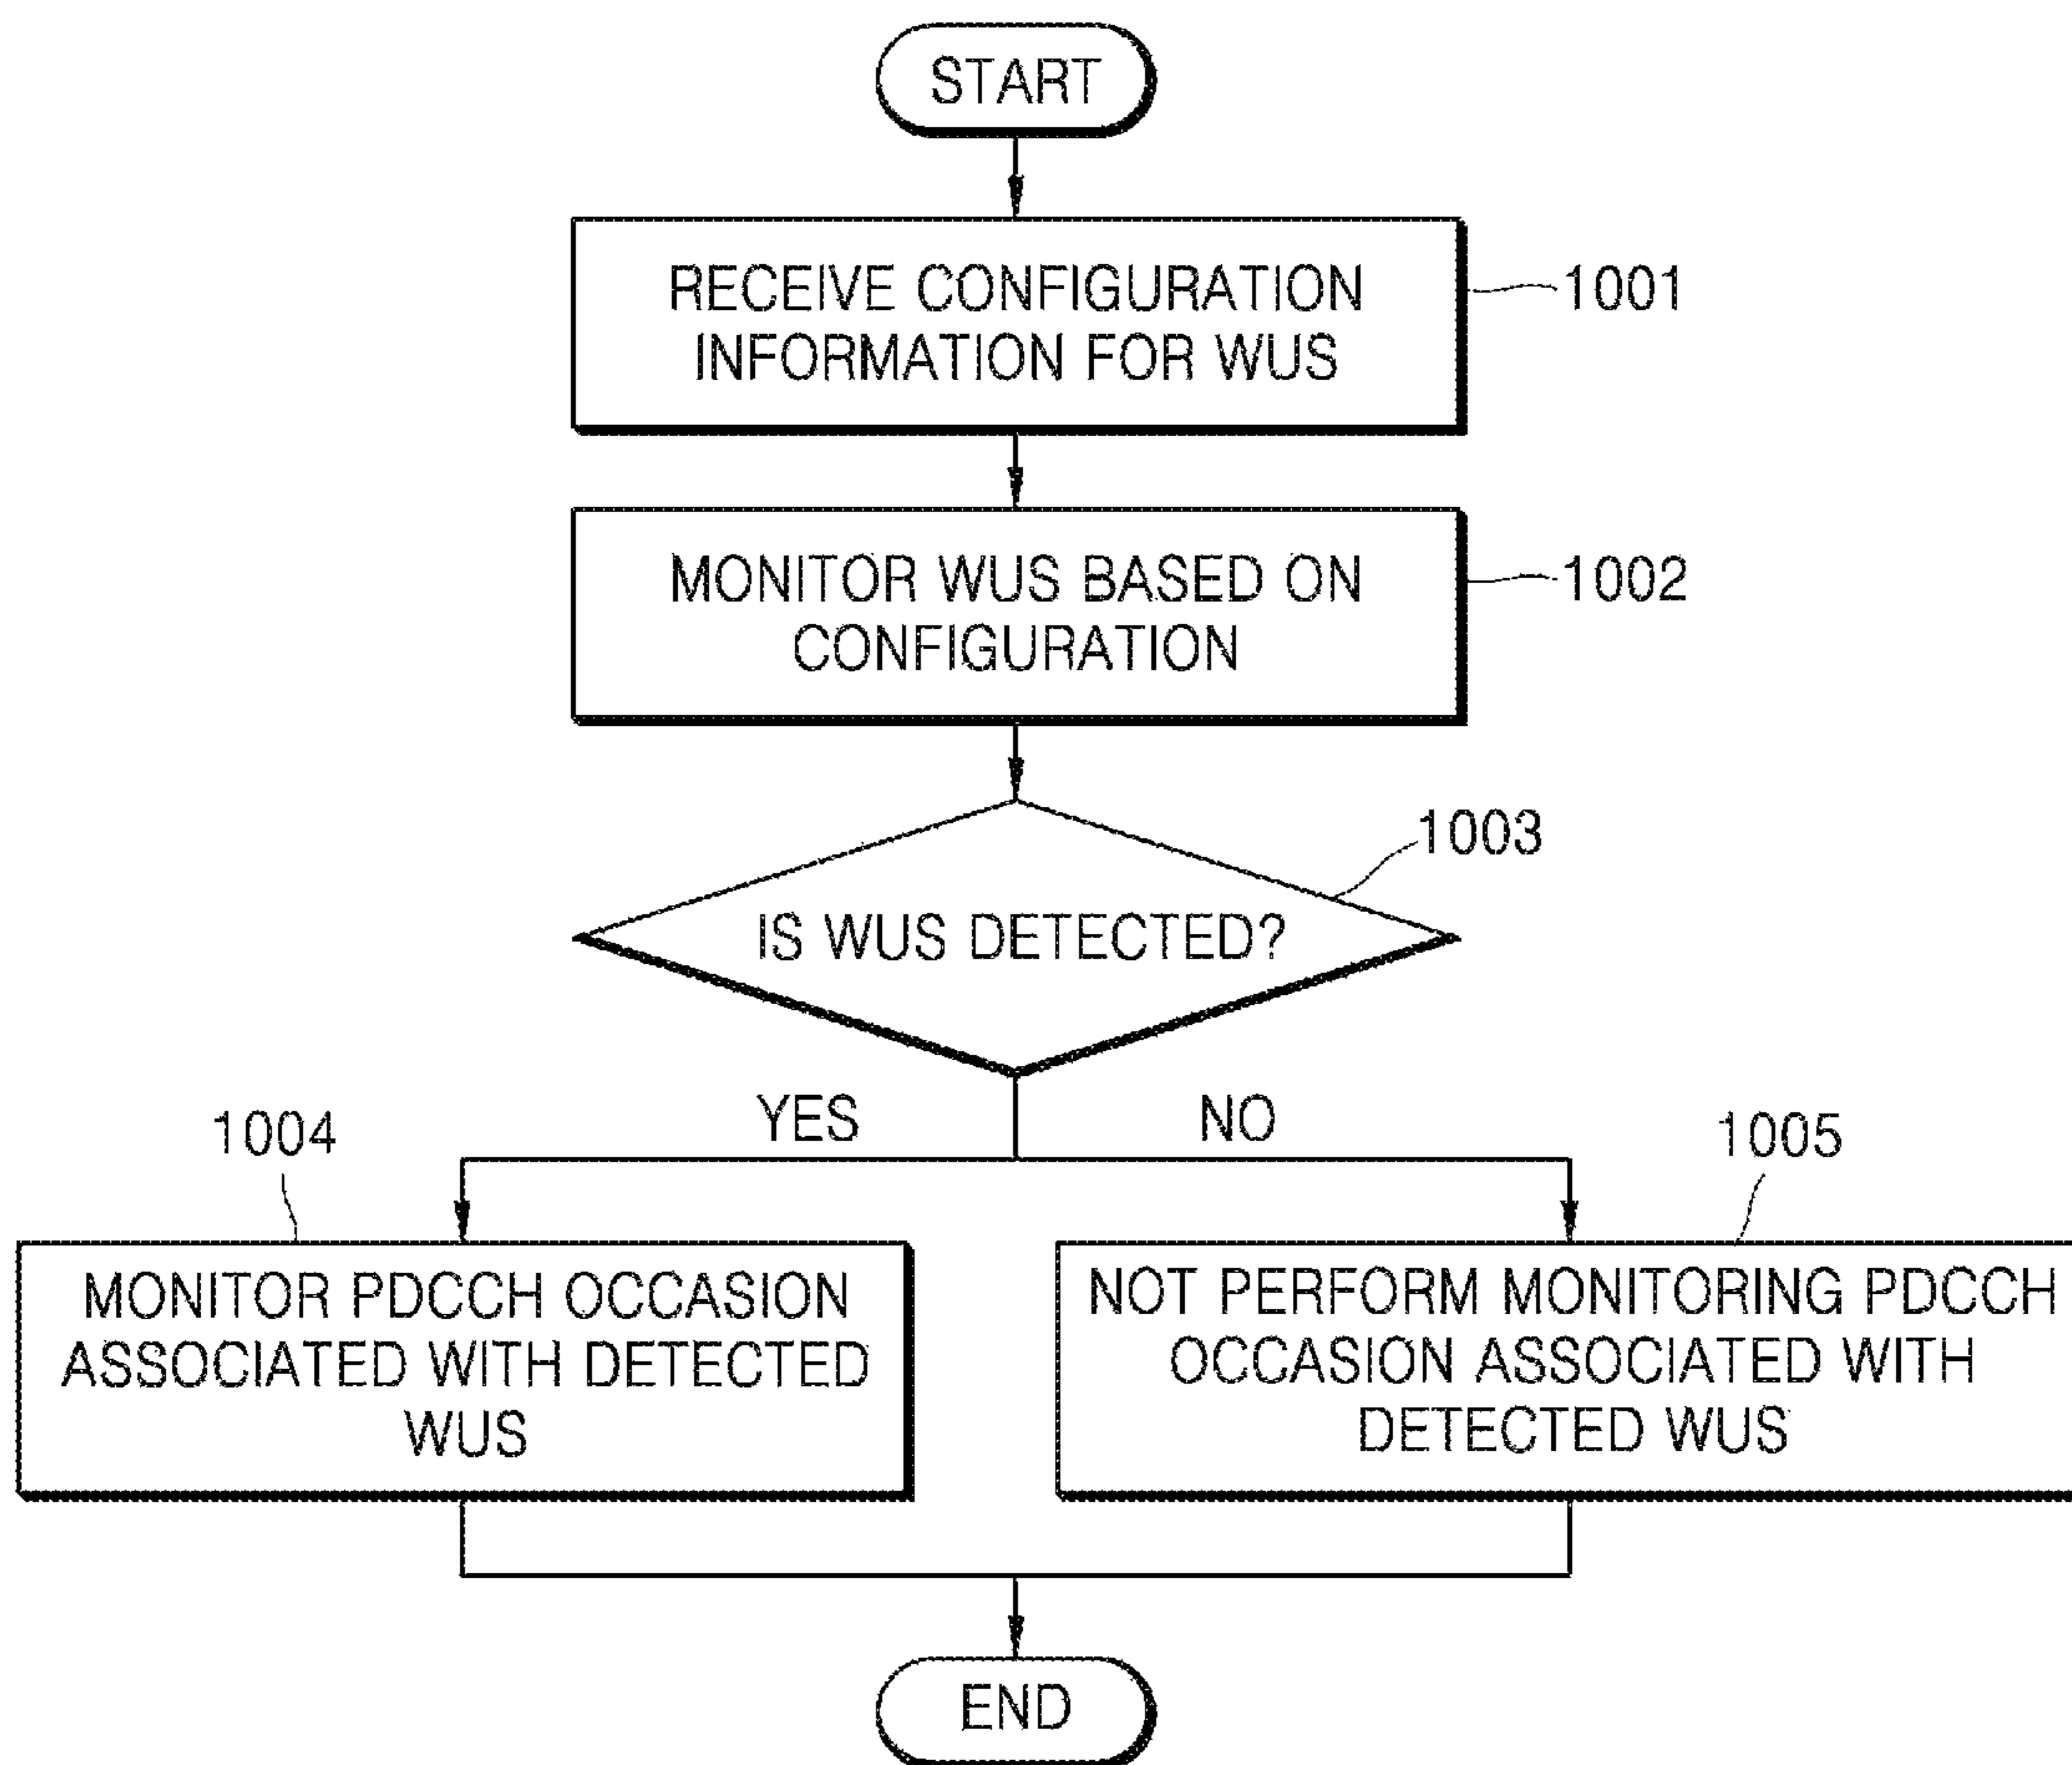 START
RECEIVE CONFIGURATION
INFORMATION FOR WUS
1001
MONITOR WUS BASED ON
CONFIGURATION
1002
1003
IS WUS DETECTED?
YES
NO
1004
1005
MONITOR PDCCH OCCASION
ASSOCIATED WITH DETECTED
WUS
NOT PERFORM MONITORING PDCCH
OCCASION ASSOCIATED WITH
DETECTED WUS
END